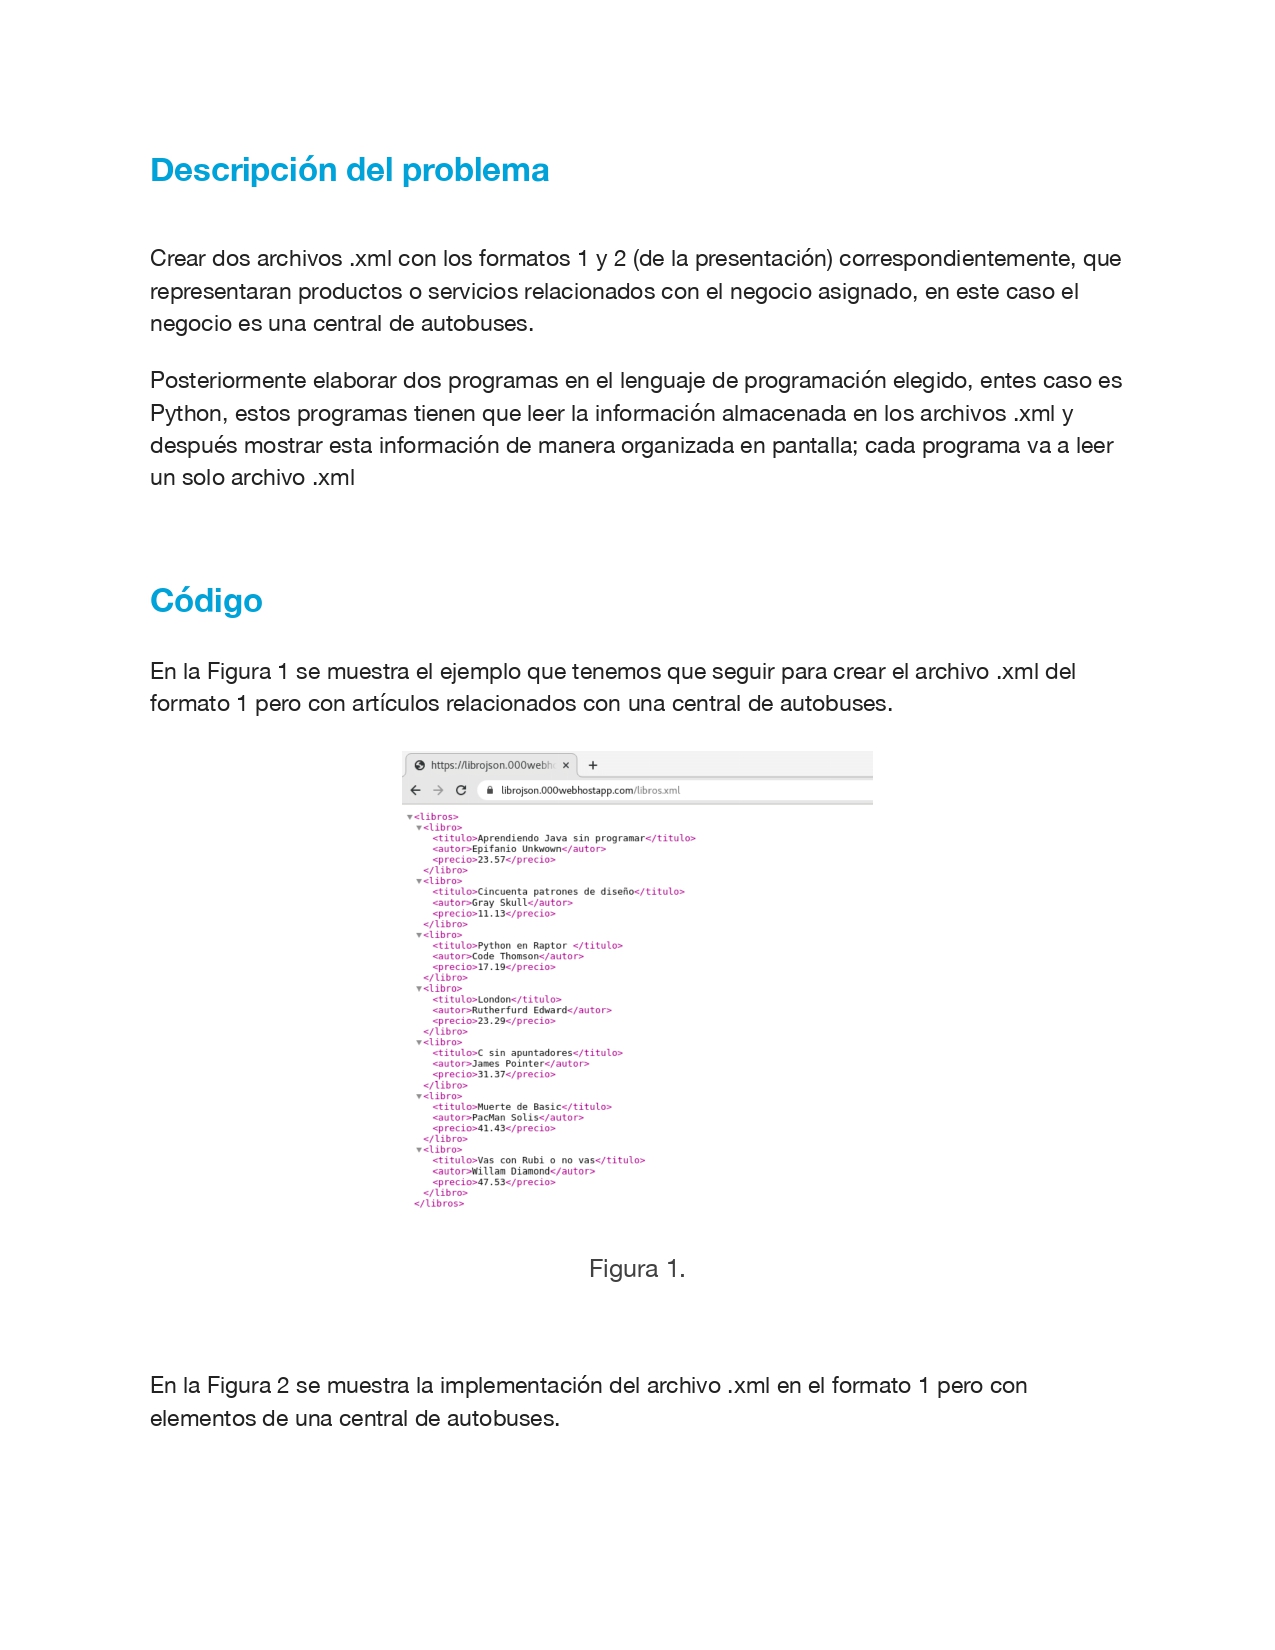 Descripción del problema
Crear dos archivos .xml con los formatos 1 y 2 (de la presentación) correspondientemente, que
representaran productos o servicios relacionados con el negocio asignado, en este caso el
negocio es una central de autobuses.
Posteriormente elaborar dos programas en el lenguaje de programación elegido, entes caso es
Python, estos programas tienen que leer la información almacenada en los archivos .xml y
después mostrar esta información de manera organizada en pantalla; cada programa va a leer
un solo archivo .xml
Código
En la Figura 1 se muestra el ejemplo que tenemos que seguir para crear el archivo .xml del
formato 1 pero con artículos relacionados con una central de autobuses.
https://librojson.000webh
librojson.000webhostapp.com/libros.xml
<libros>
<libro>
<titulo>Aprendiendo Java sin programar</titulo>
<autor>Epifanio Unkwown</autor>
<precio>23.57</precio>
</libro>
<libro>
<titulo>Cincuenta patrones de diseño</titulo>
<autor>Gray Skull</autor>
<precio>11.13</precio>
</libro>
<libro>
<titulo>Python en Raptor </titulo>
<autor>Code Thomson</autor>
<precio>17.19</precio>
</libro>
<libro>
<titulo>London</titulo>
<autor>Rutherfurd Edward</autor>
<precio>23.29</precio>
</libro>
<libro>
<titulo>C sin apuntadores</titulo>
<autor>James Pointer</autor>
<precio>31.37</precio>
</libro>
<libro>
<titulo>Muerte de Basic</titulo>
<autor>PacMan Solis</autor>
<precio>41.43</precio>
</libro>
<libro>
<titulo>Vas con Rubi o no vas</titulo>
<autor>Willam Diamond</autor>
<precio>47.53</precio>
</libro>
</libros>
Figura 1.
En la Figura 2 se muestra la implementación del archivo .xml en el formato 1 pero con
elementos de una central de autobuses.